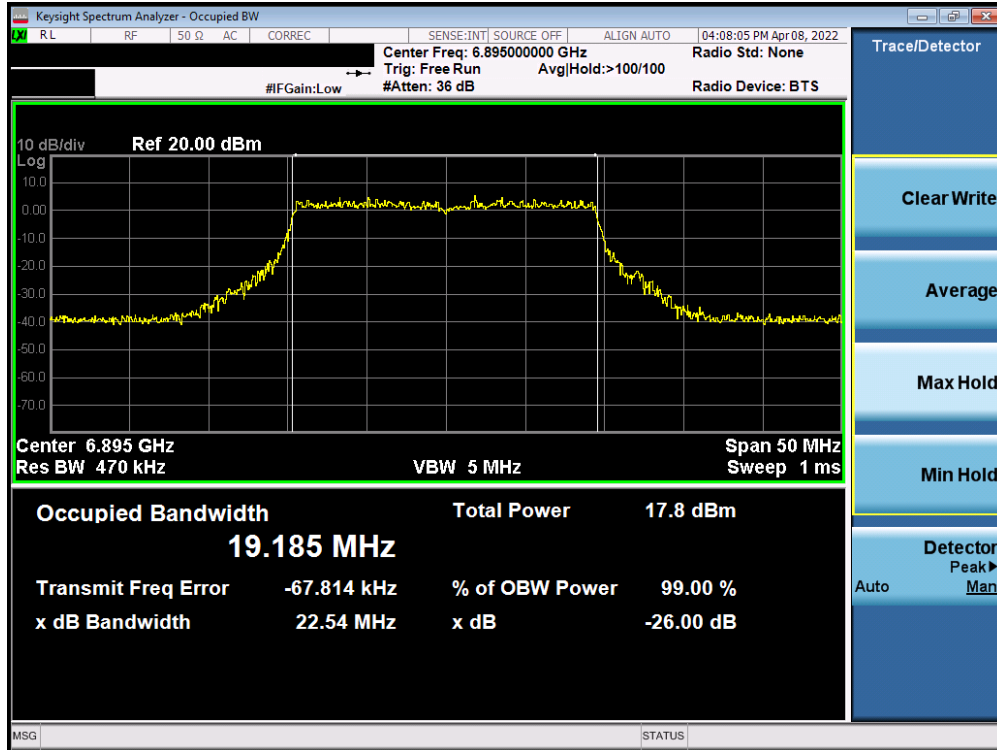 Keysight Spectrum Analyzer - Occupied BW
LXI RL RF 50 Ω AC CORREC SENSE:INT SOURCE OFF ALIGN AUTO 04:08:05 PM Apr 08, 2022
Center Freq: 6.895000000 GHz Radio Std: None
Trig: Free Run Avg|Hold:>100/100
#IFGain:Low #Atten: 36 dB Radio Device: BTS
Trace/Detector
10 dB/div Ref 20.00 dBm
Log
10.0
0.00
-10.0
-20.0
-30.0
-40.0
-50.0
-60.0
-70.0
Center 6.895 GHz Span 50 MHz
Res BW 470 kHz VBW 5 MHz Sweep 1 ms
Occupied Bandwidth Total Power 17.8 dBm
19.185 MHz
Transmit Freq Error -67.814 kHz % of OBW Power 99.00 %
x dB Bandwidth 22.54 MHz x dB -26.00 dB
Clear Write
Average
Max Hold
Min Hold
Detector
Peak▶
Auto Man
MSG STATUS